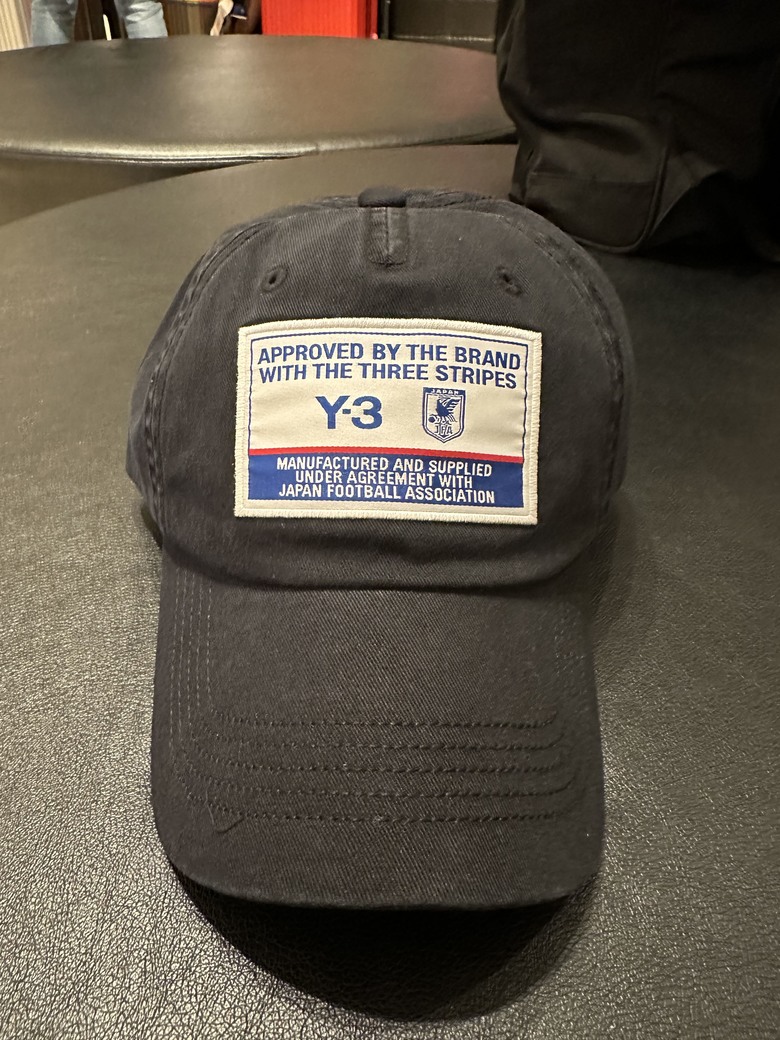 APPROVED BY THE BRAND
WITH THE THREE STRIPES
Y-3
JAPAN
JFA
MANUFACTURED AND SUPPLIED
UNDER AGREEMENT WITH
JAPAN FOOTBALL ASSOCIATION